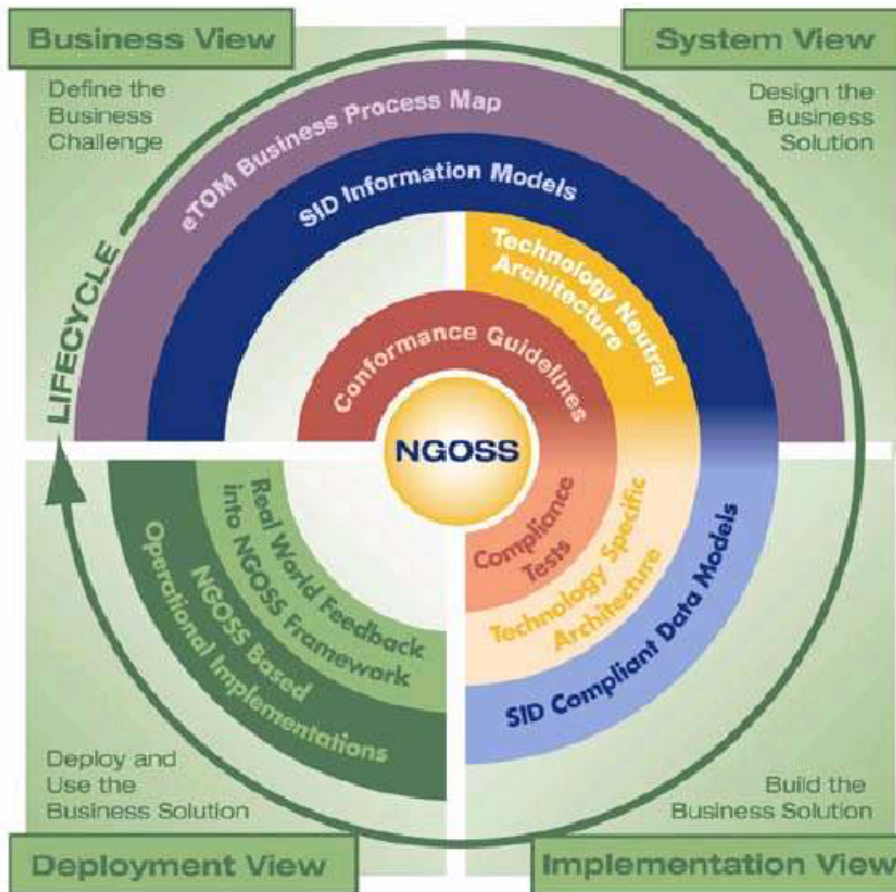 Business View
System View
Define the
Business
Challenge
Design the
Business
Solution
LIFECYCLE
eTOM Business Process Map
SID Information Models
Technology Neutral
Architecture
Conformance Guidelines
NGOSS
Compliance
Tests
Technology Specific
Architecture
SID Compliant Data Models
Real World Feedback
into NGOSS Framework
NGOSS Based
Operational Implementations
Deploy and
Use the
Business Solution
Build the
Business Solution
Deployment View
Implementation View